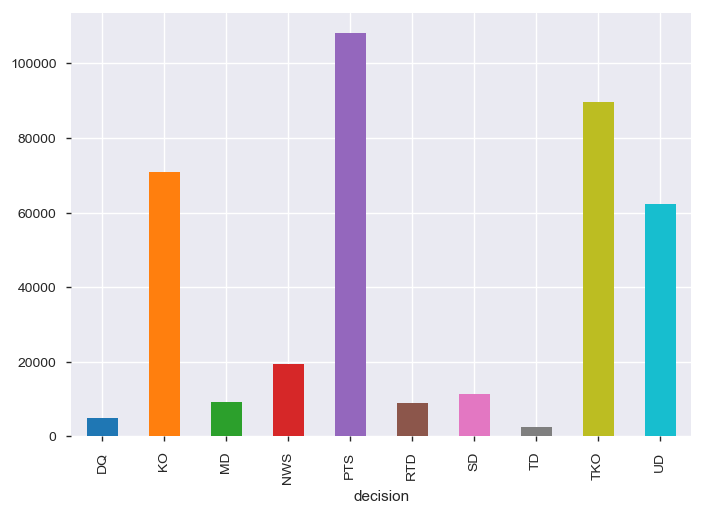 100000
80000
60000
40000
20000
0
DQ
KO
MD
NWS
PTS
RTD
SD
TD
TKO
UD
decision